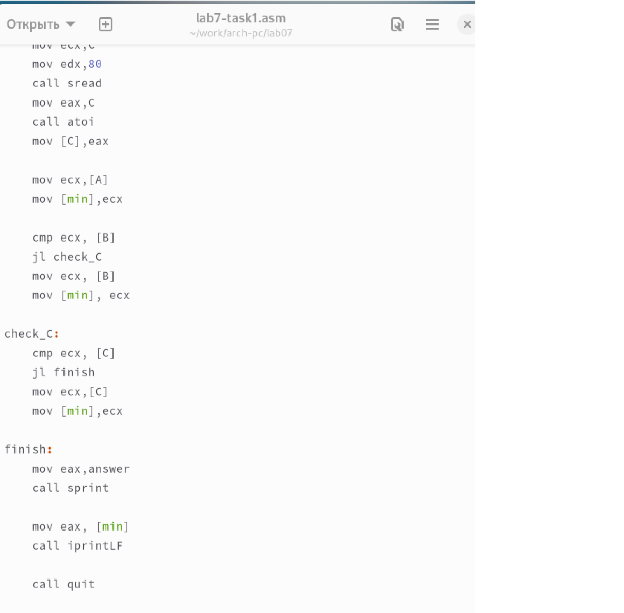 Открыть
lab7-task1.asm
~/work/arch-pc/lab07
mov ecx,C
mov edx,80
call sread
mov eax,C
call atoi
mov [C],eax
mov ecx,[A]
mov [min],ecx
cmp ecx, [B]
jl check_C
mov ecx, [B]
mov [min], ecx
check_C:
cmp ecx, [C]
jl finish
mov ecx,[C]
mov [min],ecx
finish:
mov eax,answer
call sprint
mov eax, [min]
call iprintLF
call quit